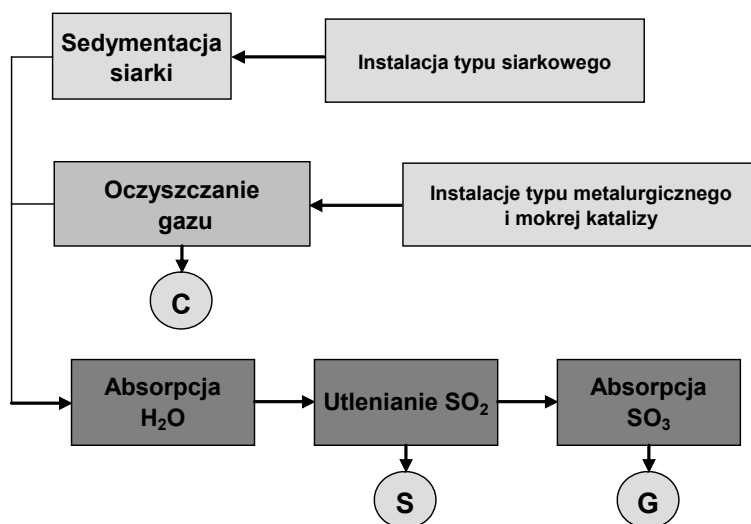 Sedymentacja
siarki
Instalacja typu siarkowego
Oczyszczanie
gazu
Instalacje typu metalurgicznego
i mokrej katalizy
C
Absorpcja
H₂O
Utlenianie SO₂
Absorpcja
SO₃
S
G